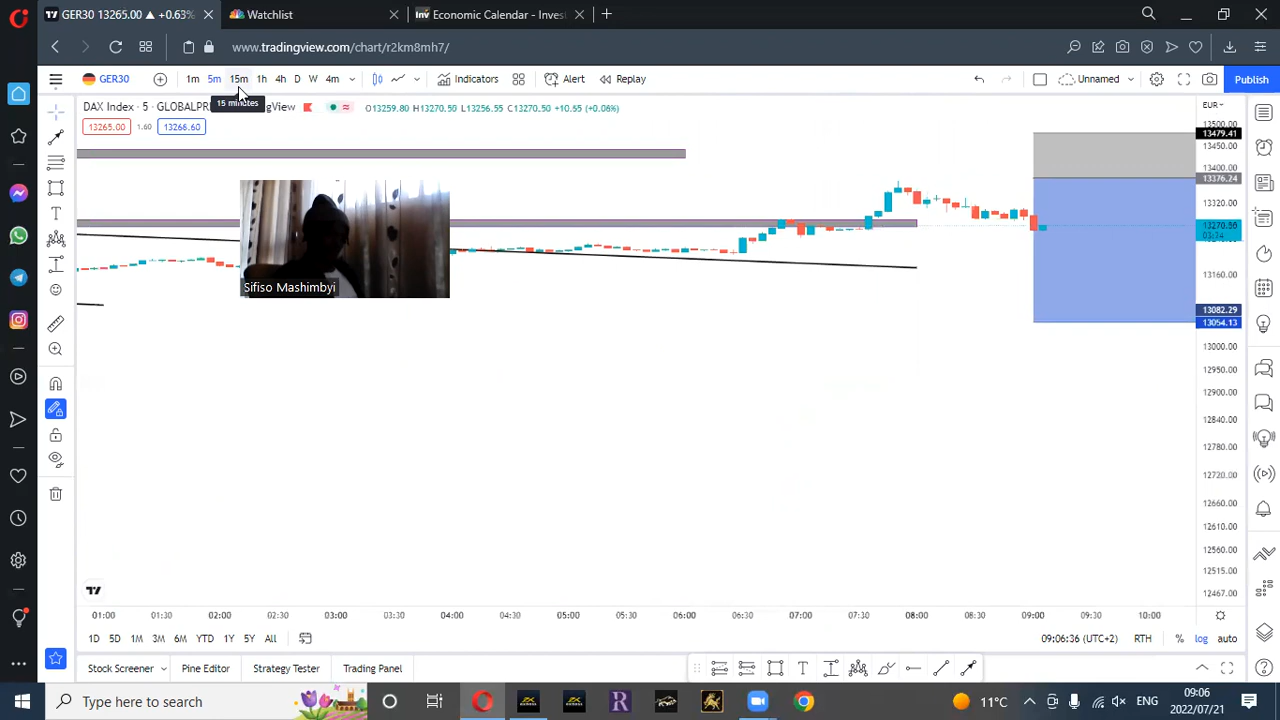 GER30 13265.00 ▲ +0.63%
Watchlist
Economic Calendar - Inves
www.tradingview.com/chart/r2km8mh7/
GER30
1m 5m 15m 1h 4h D W 4m
Indicators
Alert
Replay
Unnamed
Publish
15 minutes
DAX Index · 5 · GLOBALPR
ngView
O13259.80 H13270.50 L13256.55 C13270.50 +10.55 (+0.08%)
EUR
13265.00 1.60 13266.60
13500.00
13479.41
13450.00
13400.00
13376.24
13320.00
13270.50
03:24
13160.00
13082.29
13054.13
13000.00
12950.00
12900.00
12840.00
12780.00
12720.00
12660.00
12610.00
12560.00
12515.00
12467.00
Sifiso Mashimbyi
01:00 01:30 02:00 02:30 03:00 03:30 04:00 04:30 05:00 05:30 06:00 06:30 07:00 07:30 08:00 08:30 09:00 09:30 10:00
1D 5D 1M 3M 6M YTD 1Y 5Y All
09:06:36 (UTC+2) RTH % log auto
Stock Screener Pine Editor Strategy Tester Trading Panel
Type here to search
11°C
ENG
09:06
2022/07/21